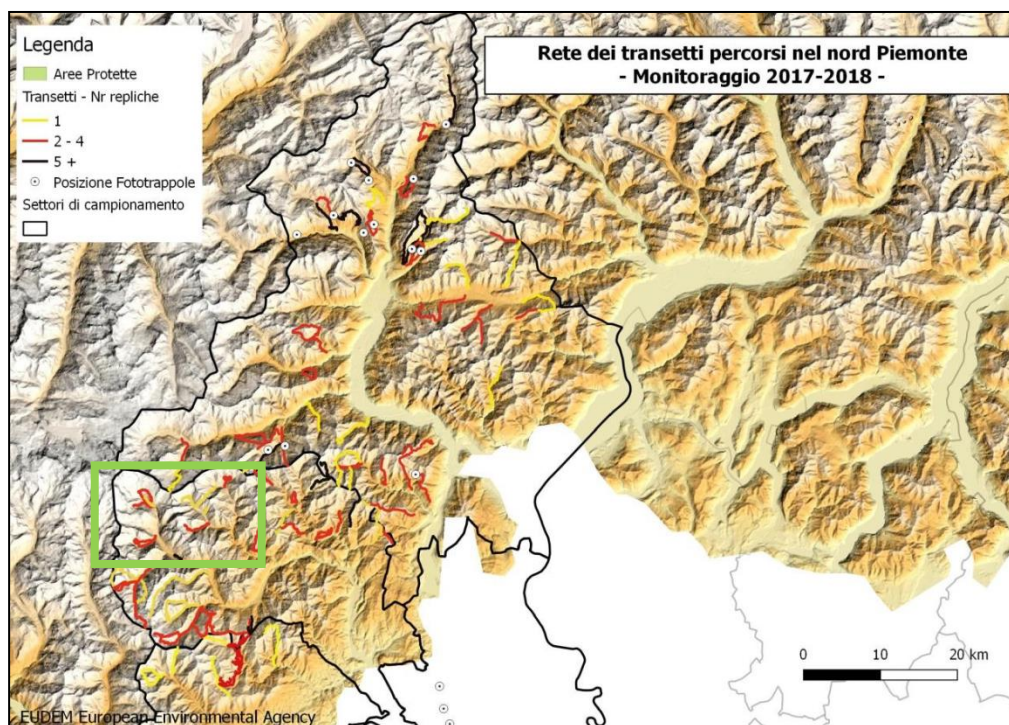 Legenda
Aree Protette
Transetti - Nr repliche
1
2 - 4
5 +
Posizione Fototrappole
Settori di campionamento
Rete dei transetti percorsi nel nord Piemonte
- Monitoraggio 2017-2018 -
0 10 20 km
EUDEM European Environmental Agency